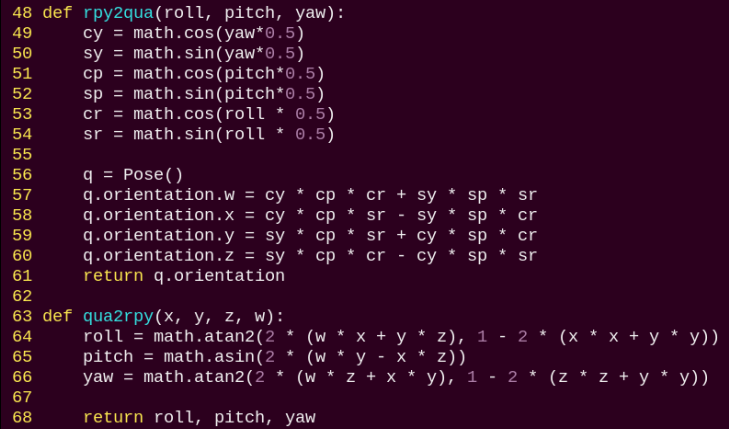 48 def rpy2qua(roll, pitch, yaw):
49     cy = math.cos(yaw*0.5)
50     sy = math.sin(yaw*0.5)
51     cp = math.cos(pitch*0.5)
52     sp = math.sin(pitch*0.5)
53     cr = math.cos(roll * 0.5)
54     sr = math.sin(roll * 0.5)
55
56     q = Pose()
57     q.orientation.w = cy * cp * cr + sy * sp * sr
58     q.orientation.x = cy * cp * sr - sy * sp * cr
59     q.orientation.y = sy * cp * sr + cy * sp * cr
60     q.orientation.z = sy * cp * cr - cy * sp * sr
61     return q.orientation
62
63 def qua2rpy(x, y, z, w):
64     roll = math.atan2(2 * (w * x + y * z), 1 - 2 * (x * x + y * y))
65     pitch = math.asin(2 * (w * y - x * z))
66     yaw = math.atan2(2 * (w * z + x * y), 1 - 2 * (z * z + y * y))
67
68     return roll, pitch, yaw